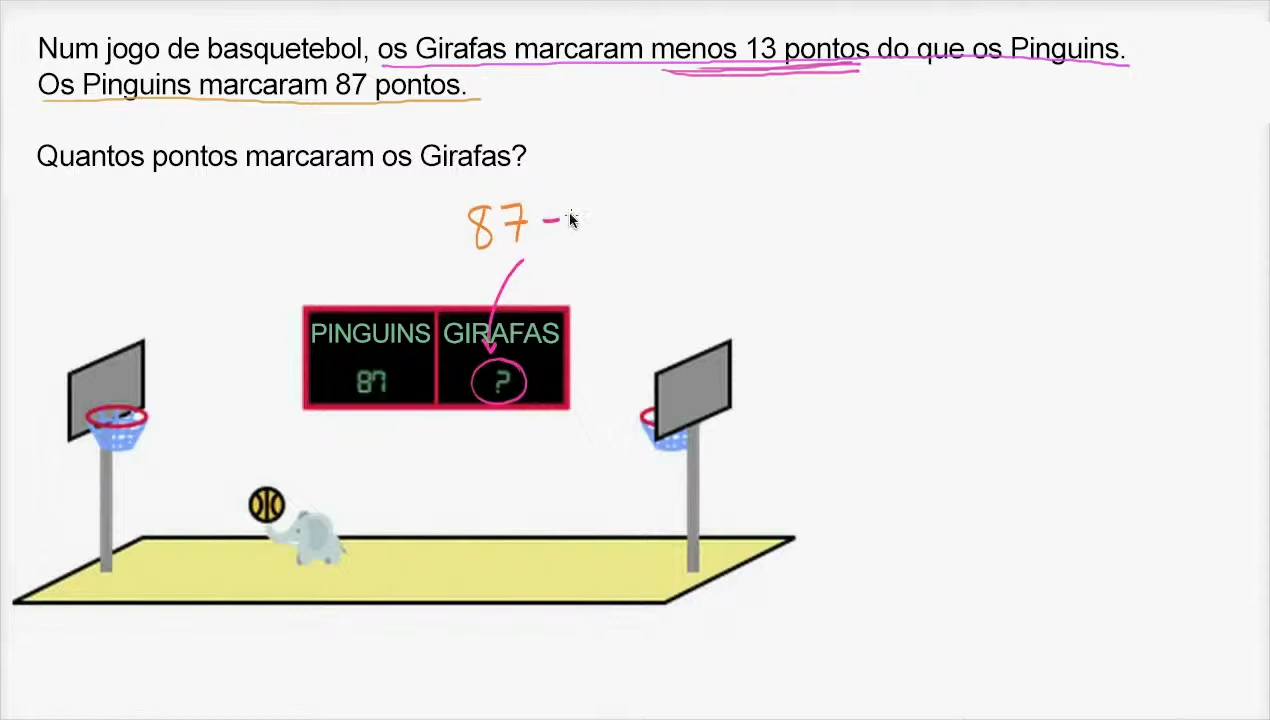 Num jogo de basquetebol, os Girafas marcaram menos 13 pontos do que os Pinguins.
Os Pinguins marcaram 87 pontos.
Quantos pontos marcaram os Girafas?
87 -
PINGUINS GIRAFAS
87 ?